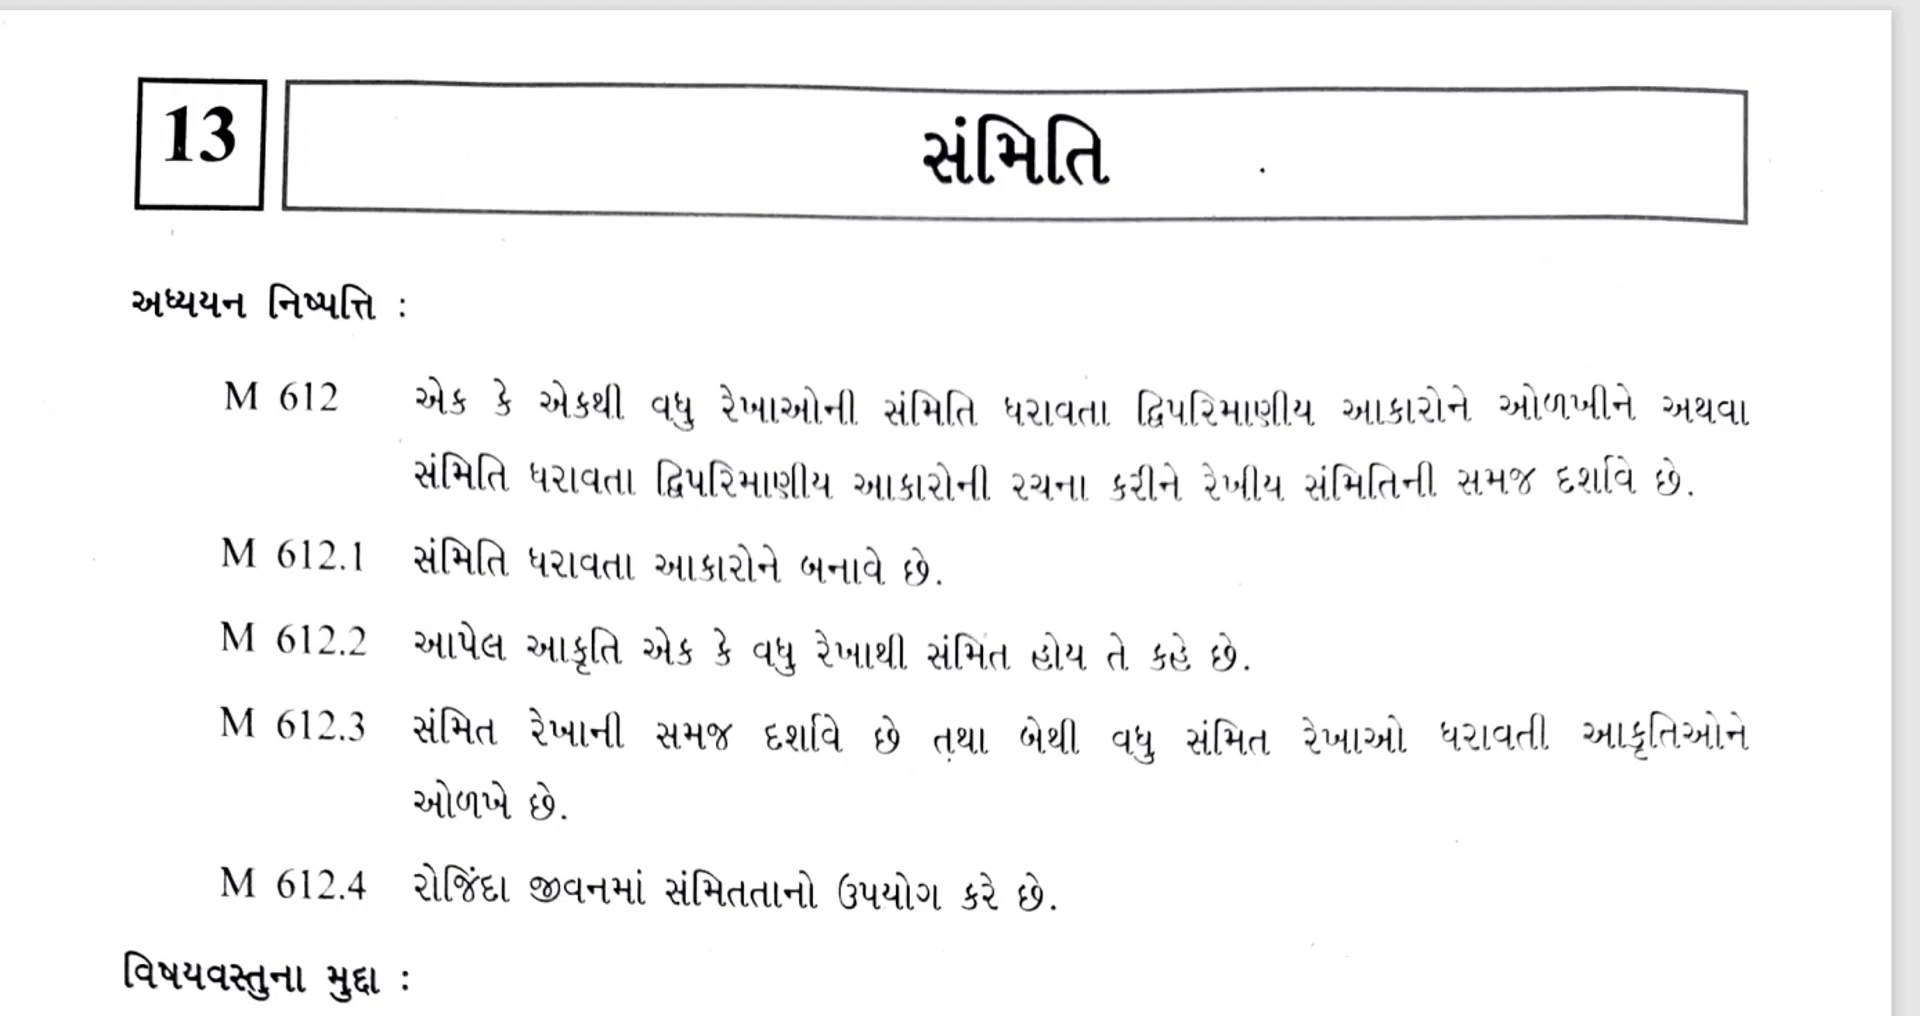 13
સંમિતિ
અધ્યયન નિષ્પત્તિ :
M 612 એક કે એકથી વધુ રેખાઓની સંમિતિ ધરાવતા દ્વિપરિમાણીય આકારોને ઓળખીને અથવા
સંમિતિ ધરાવતા દ્વિપરિમાણીય આકારોની રચના કરીને રેખીય સંમિતિની સમજ દર્શાવે છે.
M 612.1 સંમિતિ ધરાવતા આકારોને બનાવે છે.
M 612.2 આપેલ આકૃતિ એક કે વધુ રેખાથી સંમિત હોય તે કહે છે.
M 612.3 સંમિત રેખાની સમજ દર્શાવે છે તથા બેથી વધુ સંમિત રેખાઓ ધરાવતી આકૃતિઓને
ઓળખે છે.
M 612.4 રોજિંદા જીવનમાં સંમિતતાનો ઉપયોગ કરે છે.
વિષયવસ્તુના મુદ્દા :